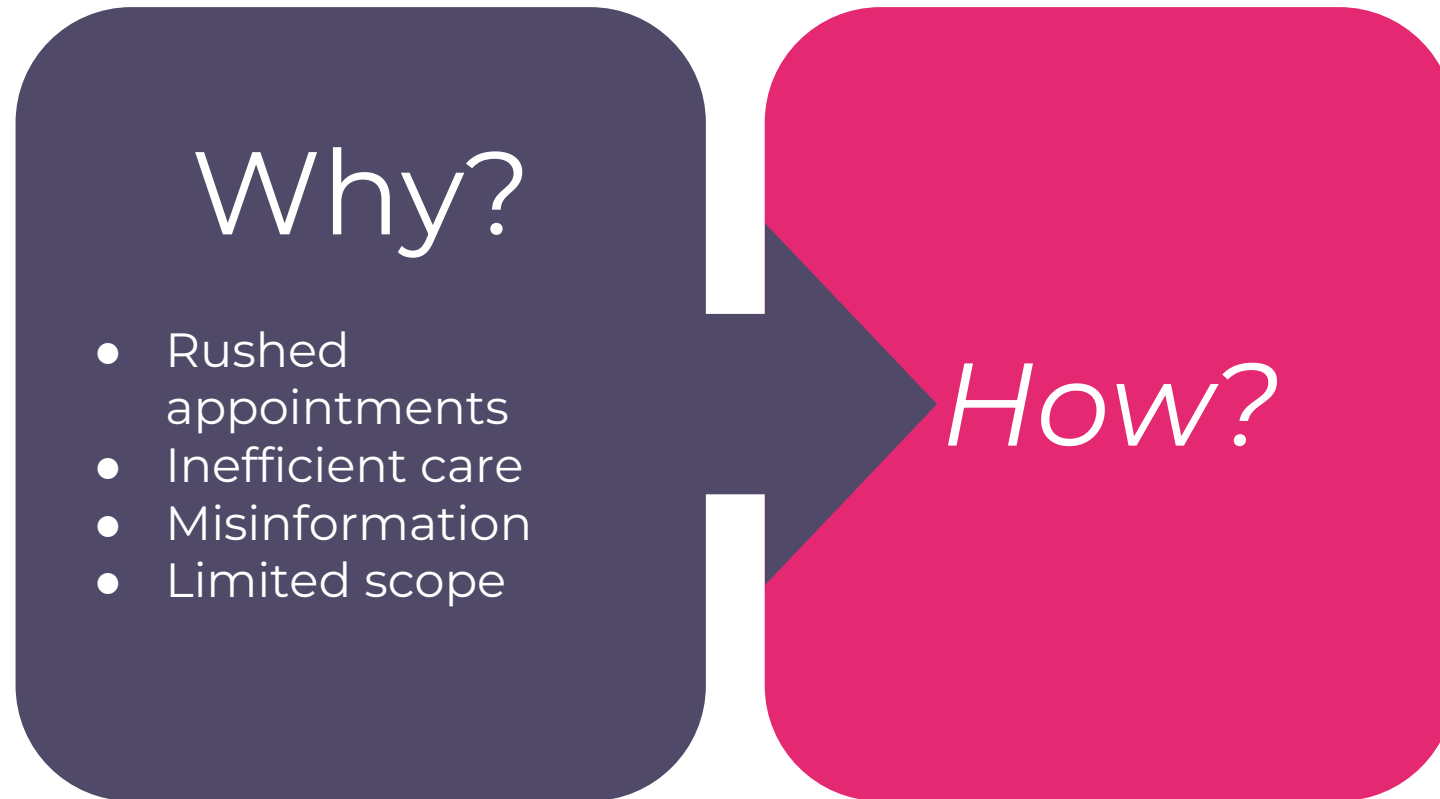 Why?
● Rushed
appointments
● Inefficient care
● Misinformation
● Limited scope
How?